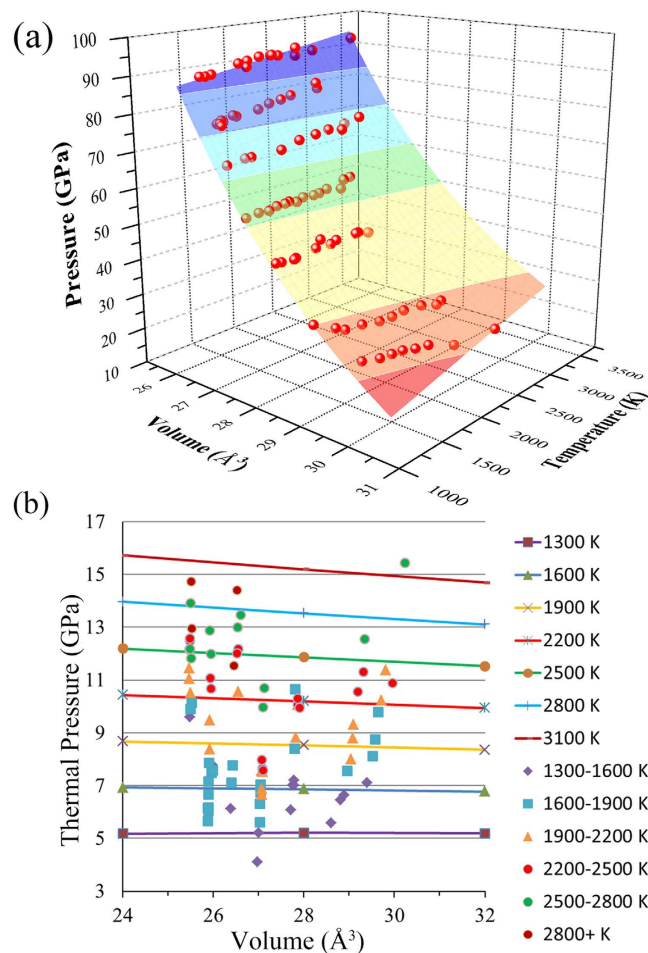 (a)
100
90
80
70
60
50
40
30
20
10
Pressure (GPa)
26
27
28
29
30
31
Volume (Å³)
1000
1500
2000
2500
3000
3500
Temperature (K)
(b)
17
15
13
11
9
7
5
3
Thermal Pressure (GPa)
24 26 28 30 32
Volume (Å³)
1300 K
1600 K
1900 K
2200 K
2500 K
2800 K
3100 K
1300-1600 K
1600-1900 K
1900-2200 K
2200-2500 K
2500-2800 K
2800+ K